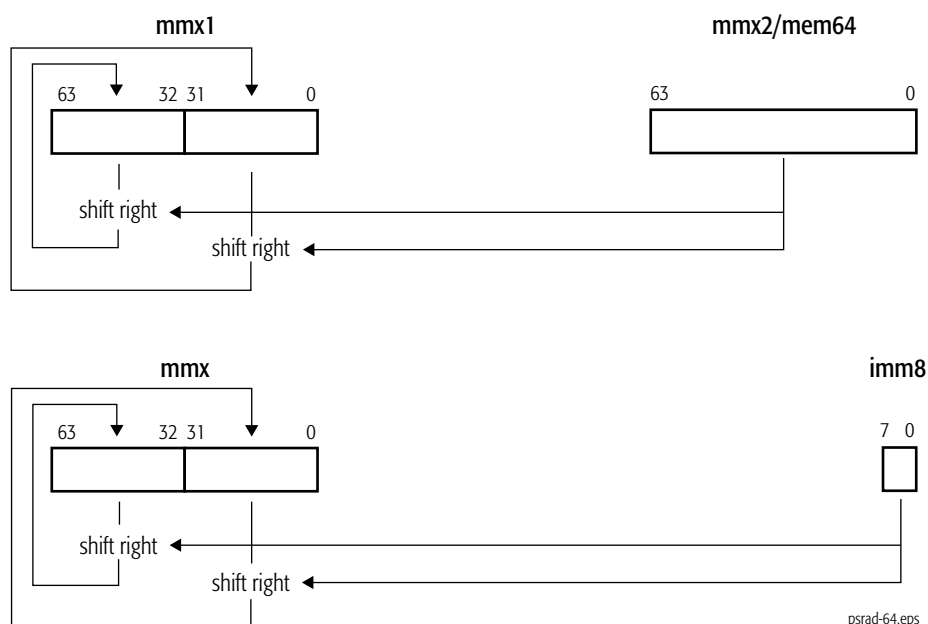 mmx1 mmx2/mem64
63 32 31 0 63 0
shift right
shift right
mmx imm8
63 32 31 0 7 0
shift right
shift right
psrad-64.eps